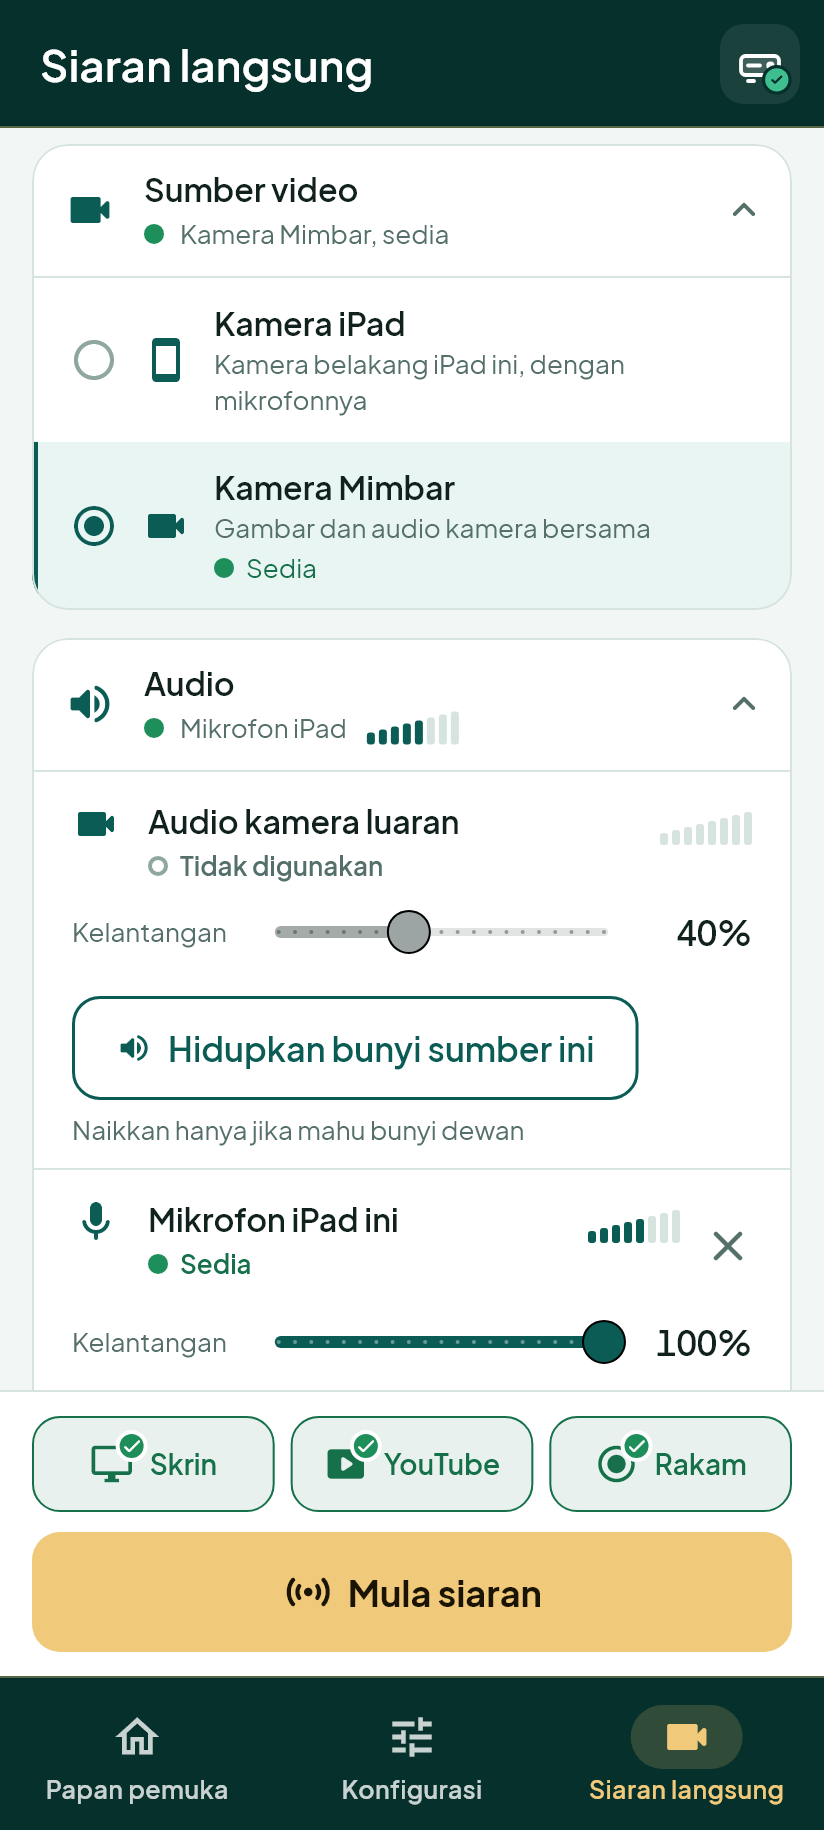 Siaran langsung
Sumber video
Kamera Mimbar, sedia
Kamera iPad
Kamera belakang iPad ini, dengan
mikrofonnya
Kamera Mimbar
Gambar dan audio kamera bersama
Sedia
Audio
Mikrofon iPad
Audio kamera luaran
Tidak digunakan
Kelantangan
40%
Hidupkan bunyi sumber ini
Naikkan hanya jika mahu bunyi dewan
Mikrofon iPad ini
Sedia
Kelantangan
100%
Skrin
YouTube
Rakam
Mula siaran
Papan pemuka
Konfigurasi
Siaran langsung